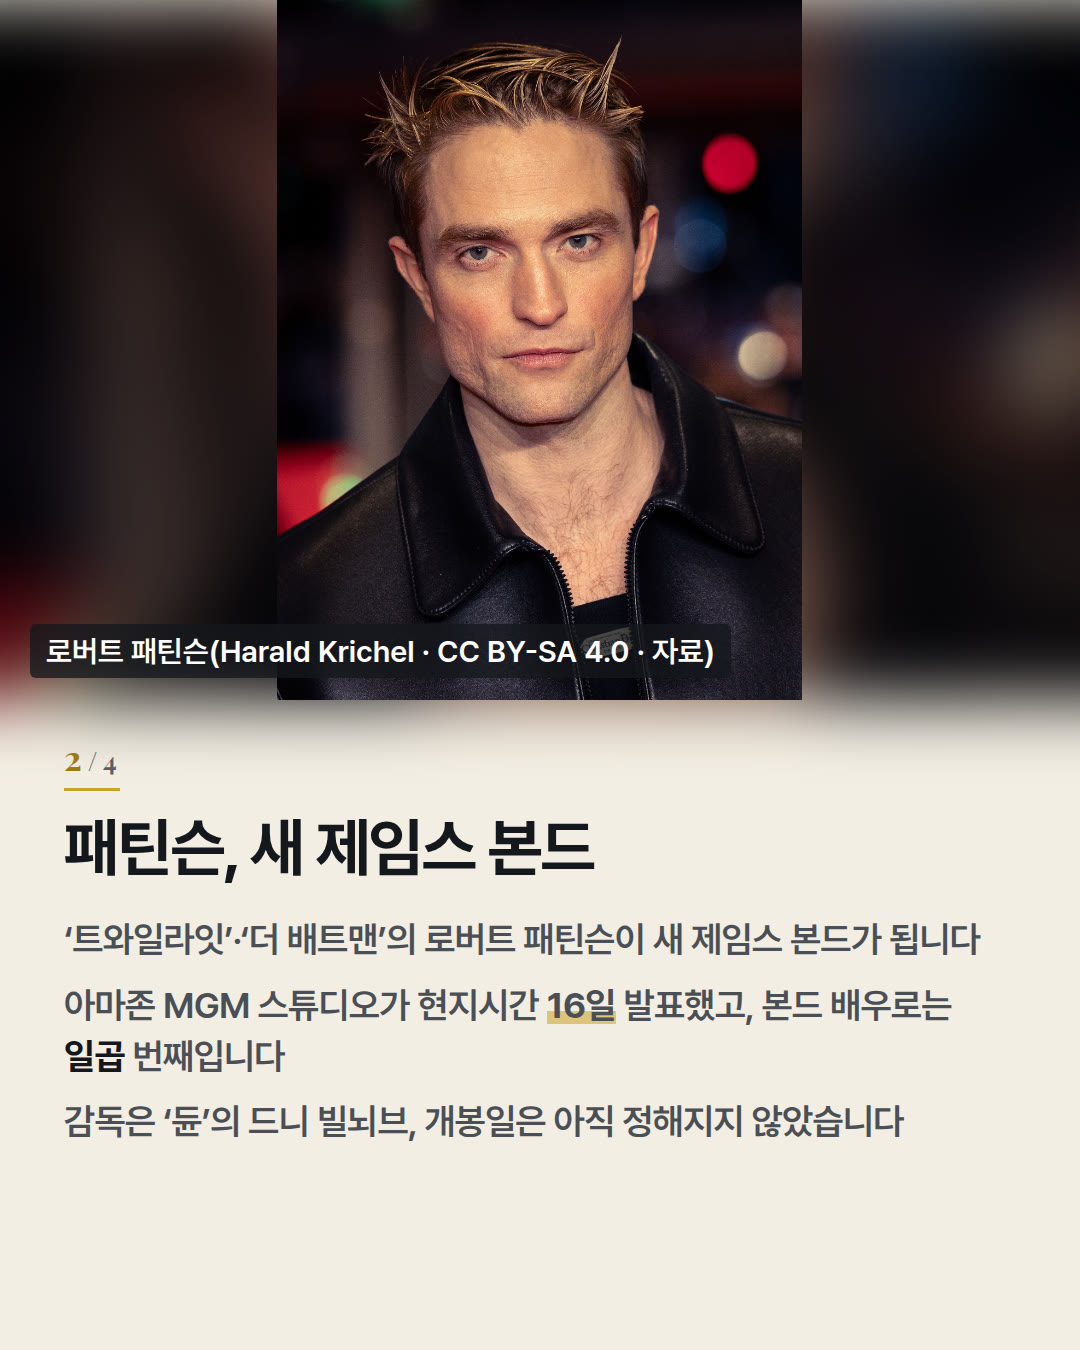 로버트 패틴슨(Harald Krichel · CC BY-SA 4.0 · 자료)
2 / 4
패틴슨, 새 제임스 본드
‘트와일라잇’·‘더 배트맨’의 로버트 패틴슨이 새 제임스 본드가 됩니다
아마존 MGM 스튜디오가 현지시간 16일 발표했고, 본드 배우로는
일곱 번째입니다
감독은 ‘듄’의 드니 빌뇌브, 개봉일은 아직 정해지지 않았습니다